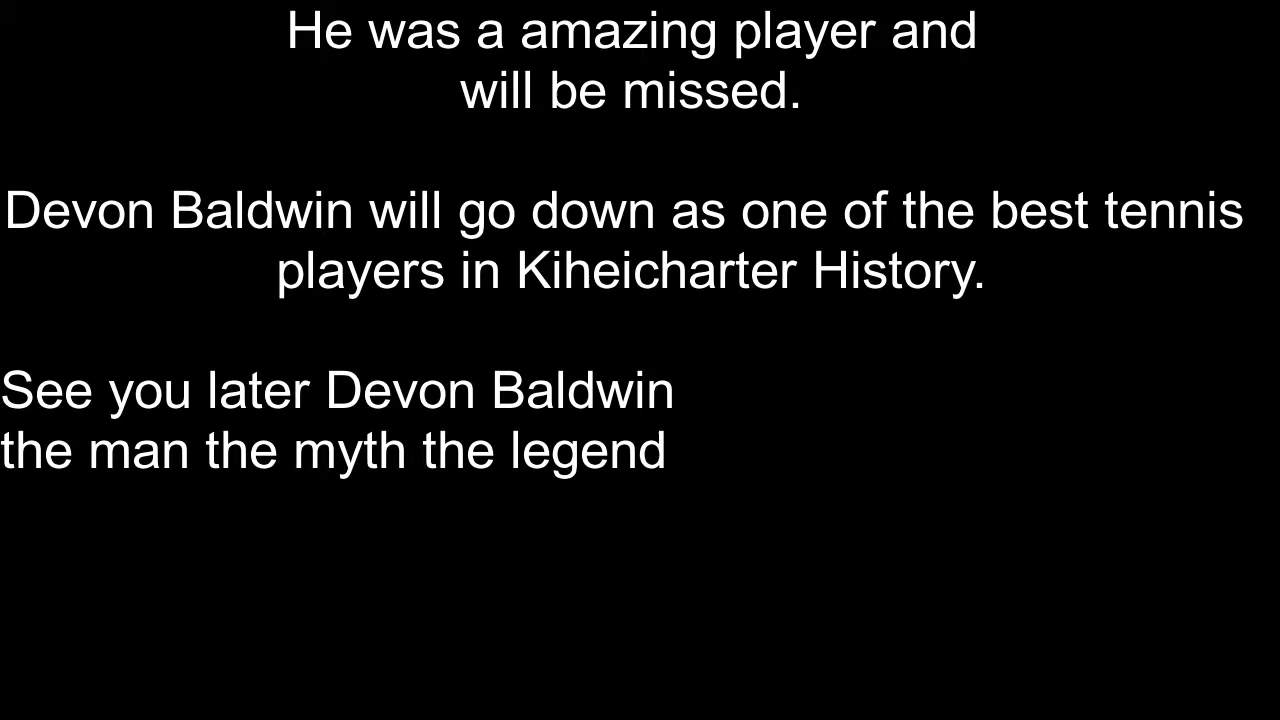 He was a amazing player and
will be missed.
Devon Baldwin will go down as one of the best tennis
players in Kiheicharter History.
See you later Devon Baldwin
the man the myth the legend